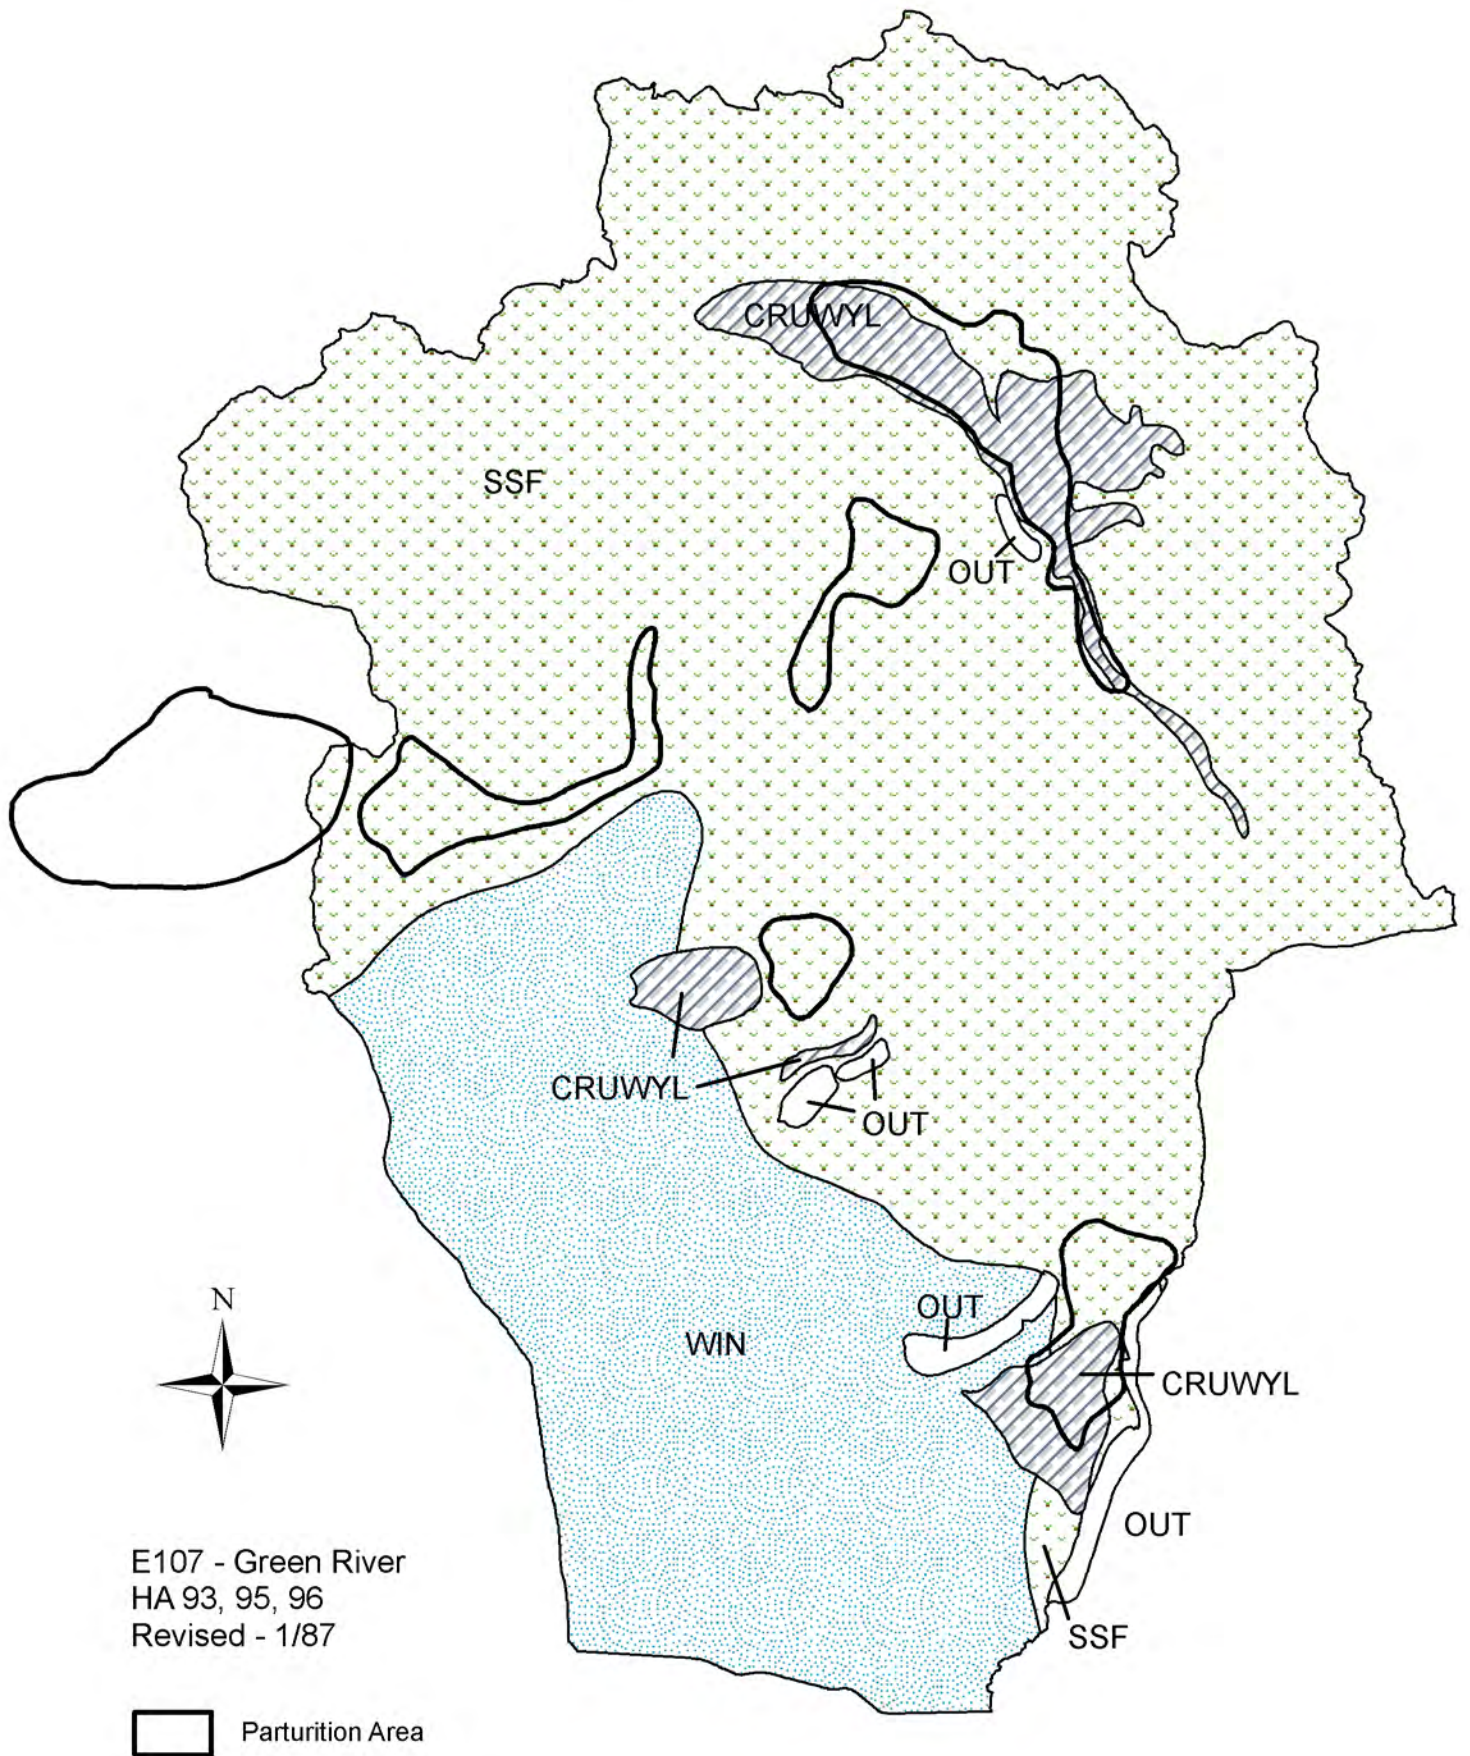 CRUWYL
SSF
OUT
CRUWYL
OUT
N
OUT
WIN
CRUWYL
OUT
E107 - Green River
HA 93, 95, 96
Revised - 1/87
SSF
Parturition Area